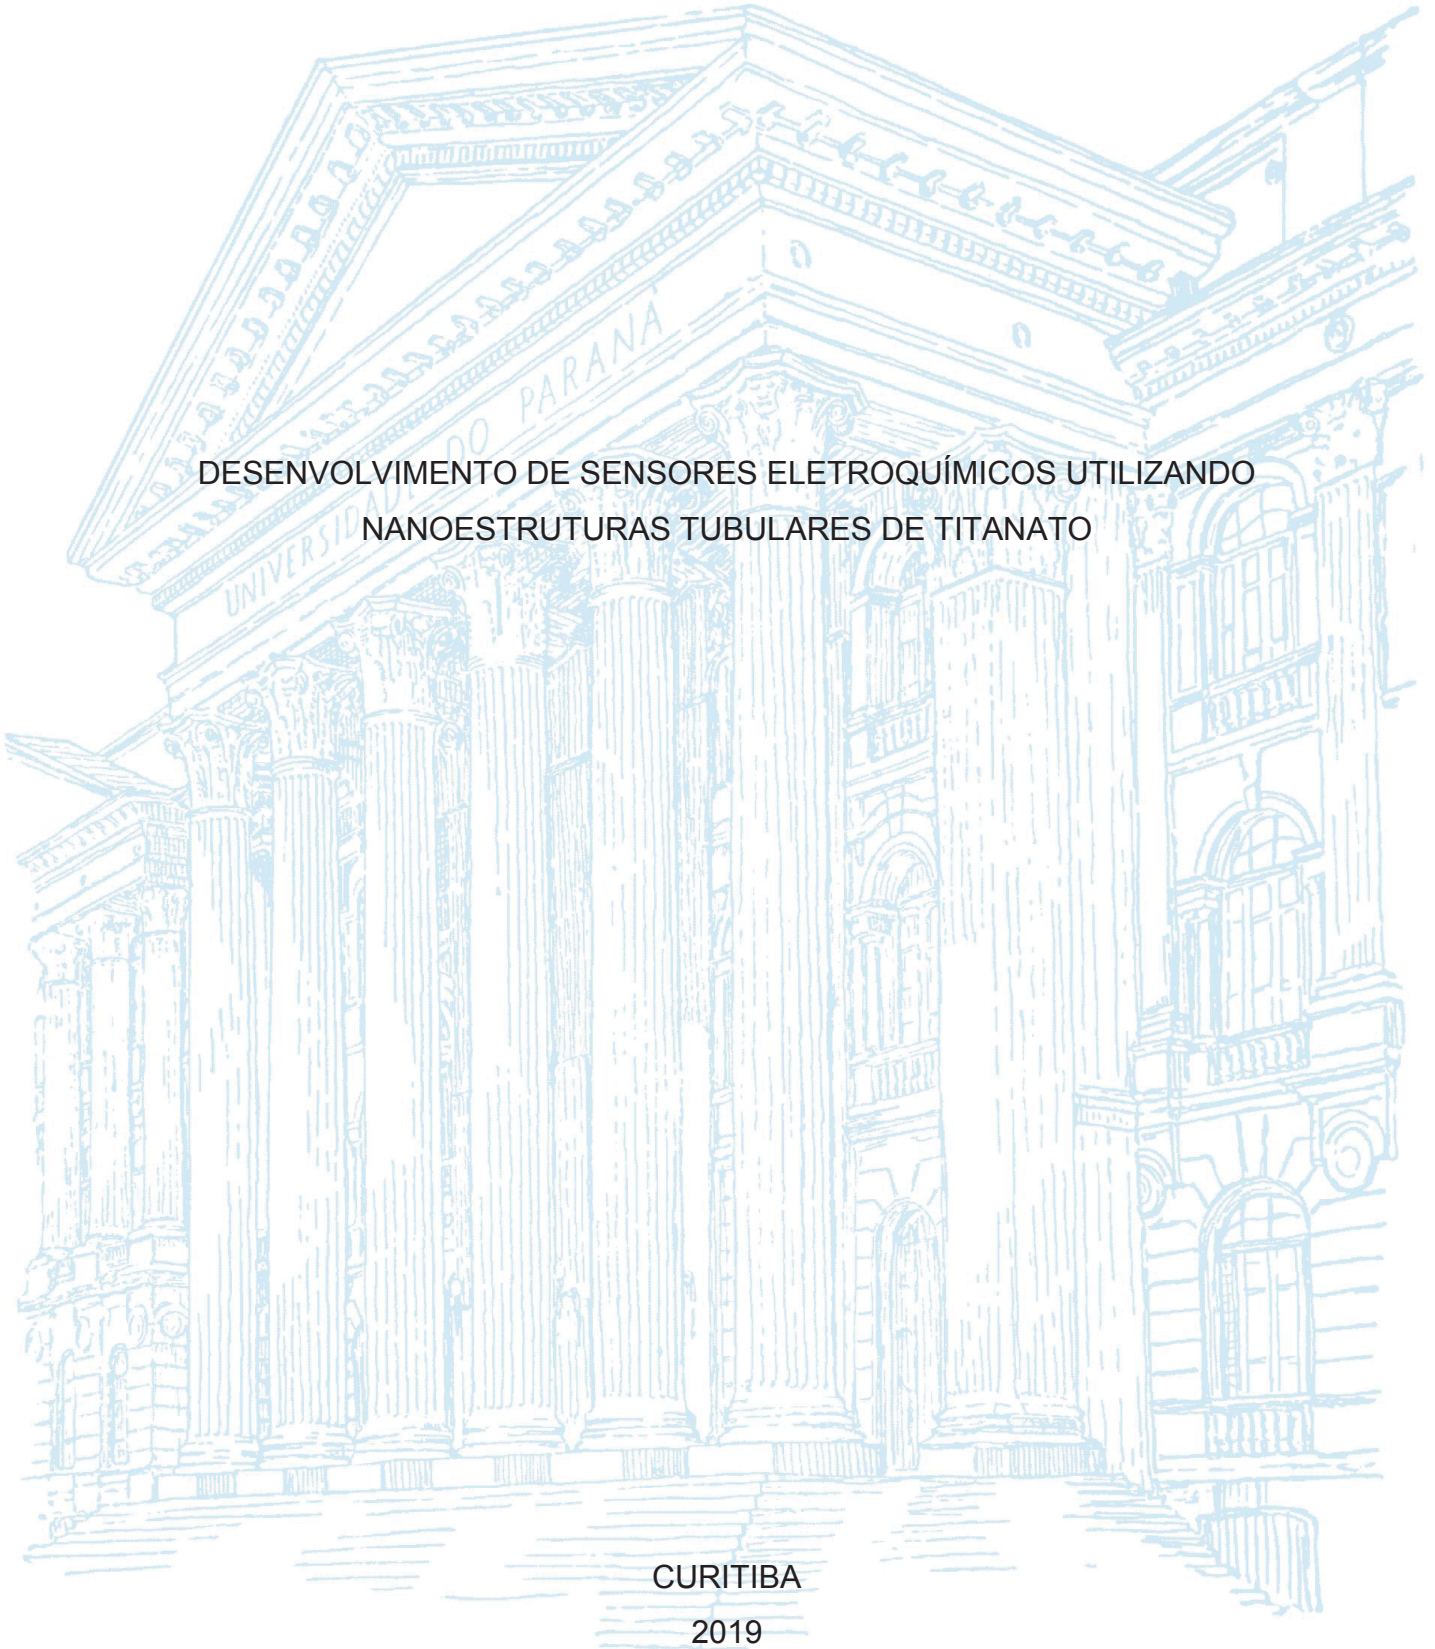 UNIVERSIDADE DO PARANÁ
DESENVOLVIMENTO DE SENSORES ELETROQUÍMICOS UTILIZANDO
NANOESTRUTURAS TUBULARES DE TITANATO
CURITIBA
2019